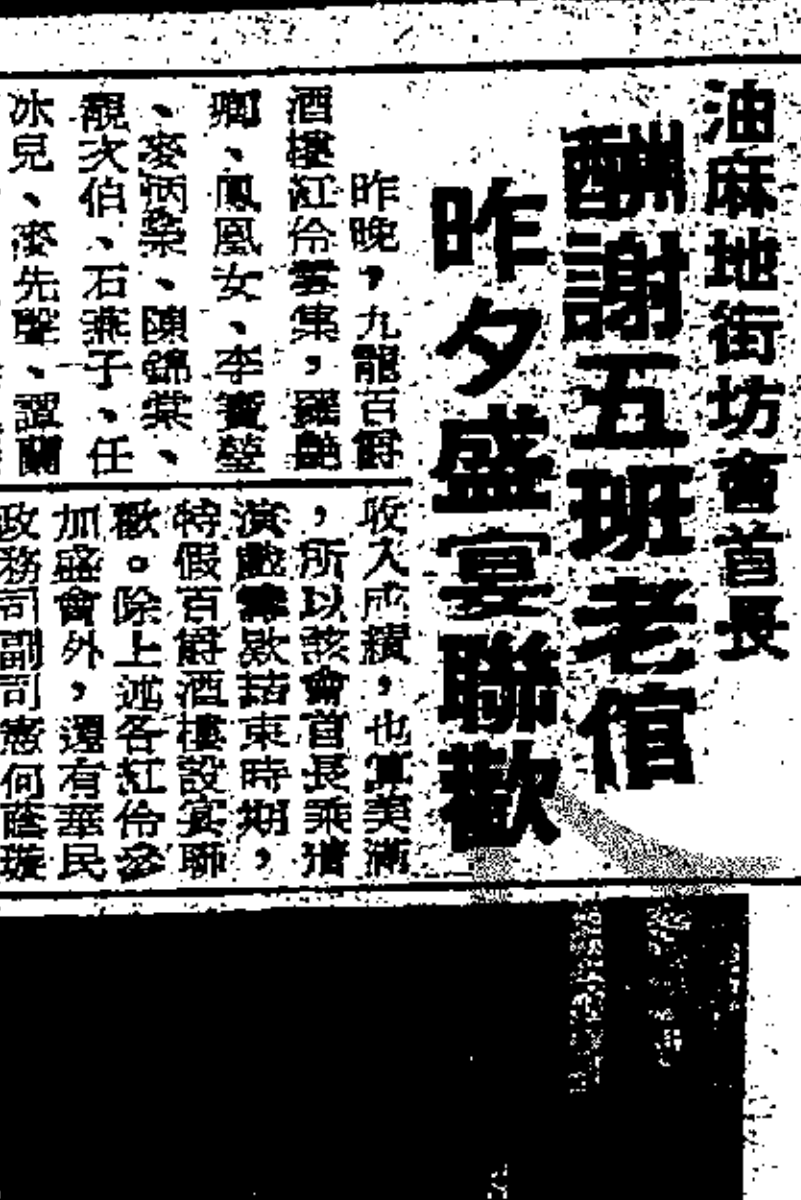 油麻地街坊會首長
酬謝五班老倌
昨夕盛宴聯歡
昨晚，九龍百爵
酒樓紅伶雲集，羅艷
卿、鳳凰女、李寶瑩
、麥炳榮、陳錦棠、
靚次伯、石燕子、任
冰兒、麥先聲、譚蘭
收入成績，也算美滿
，所以該會首長乘清
演戲籌欵結束時期，
特假百爵酒樓設宴聯
歡。除上述各紅伶參
加盛會外，還有華民
政務司副司憲何蔭璇